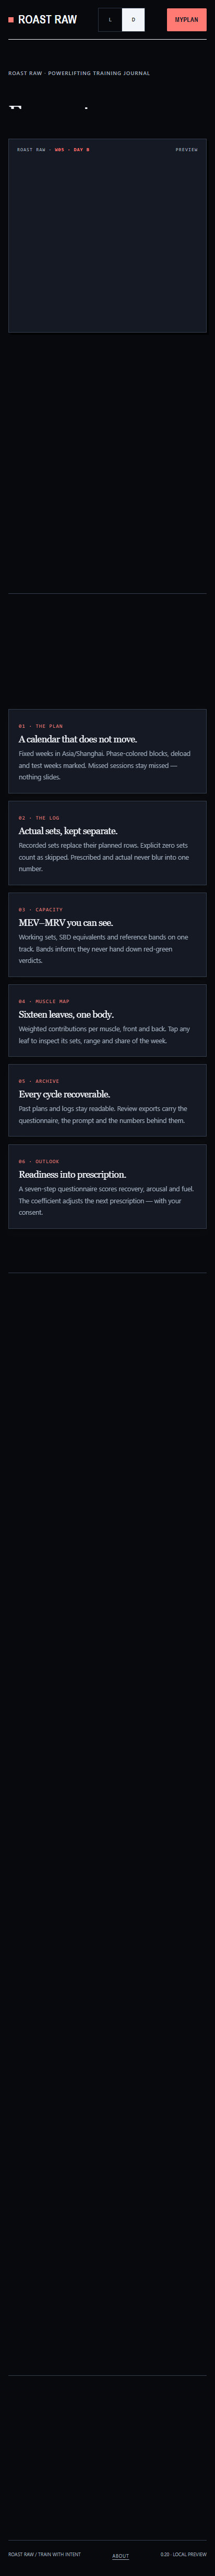 ROAST RAW
L D
MYPLAN
ROAST RAW · POWERLIFTING TRAINING JOURNAL
ROAST RAW · W05 · DAY B
PREVIEW
01 · THE PLAN
A calendar that does not move.
Fixed weeks in Asia/Shanghai. Phase-colored blocks, deload
and test weeks marked. Missed sessions stay missed —
nothing slides.
02 · THE LOG
Actual sets, kept separate.
Recorded sets replace their planned rows. Explicit zero sets
count as skipped. Prescribed and actual never blur into one
number.
03 · CAPACITY
MEV–MRV you can see.
Working sets, SBD equivalents and reference bands on one
track. Bands inform; they never hand down red-green
verdicts.
04 · MUSCLE MAP
Sixteen leaves, one body.
Weighted contributions per muscle, front and back. Tap any
leaf to inspect its sets, range and share of the week.
05 · ARCHIVE
Every cycle recoverable.
Past plans and logs stay readable. Review exports carry the
questionnaire, the prompt and the numbers behind them.
06 · OUTLOOK
Readiness into prescription.
A seven-step questionnaire scores recovery, arousal and fuel.
The coefficient adjusts the next prescription — with your
consent.
ROAST RAW / TRAIN WITH INTENT
ABOUT
0.20 · LOCAL PREVIEW